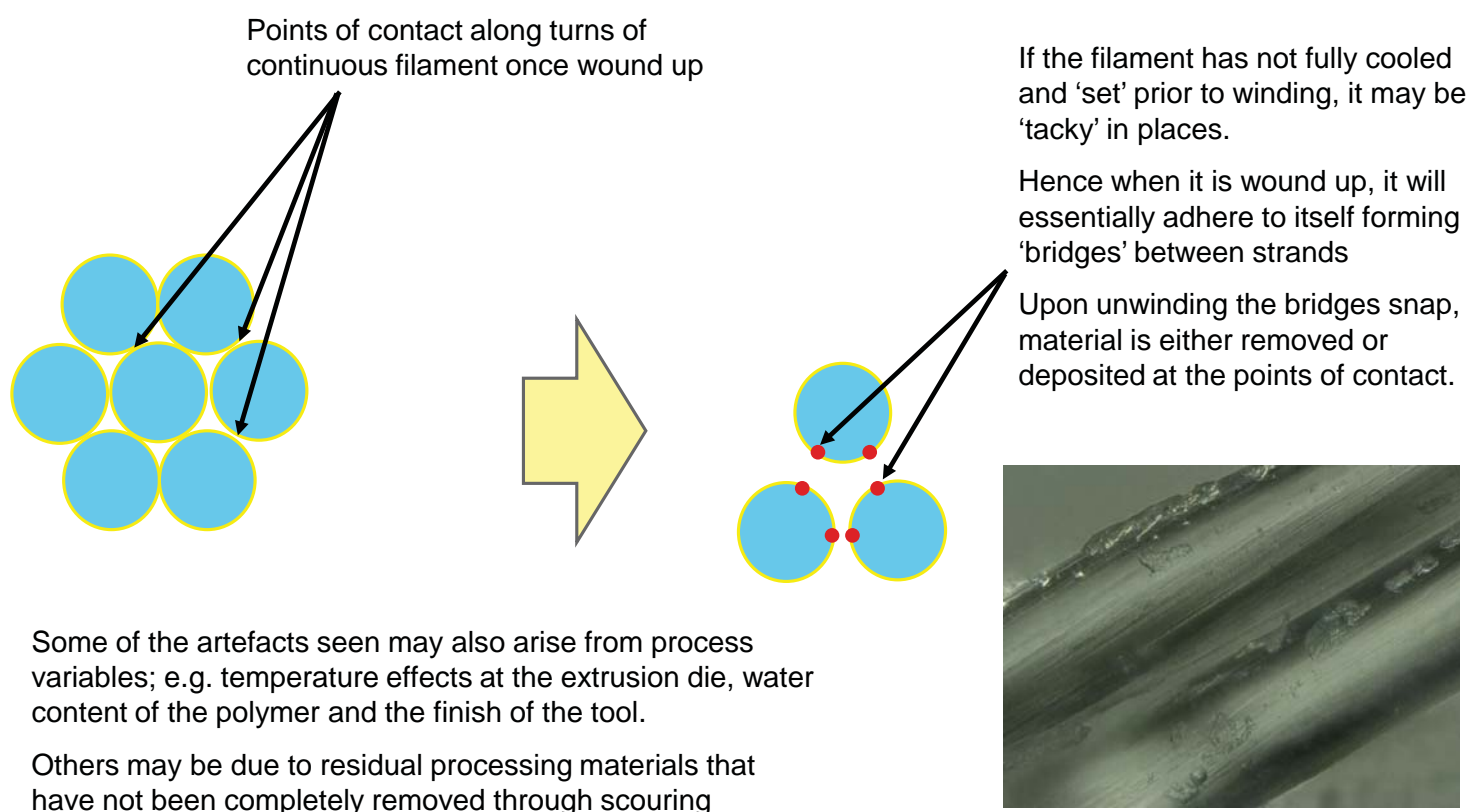 Points of contact along turns of
continuous filament once wound up
If the filament has not fully cooled
and ‘set’ prior to winding, it may be
‘tacky’ in places.
Hence when it is wound up, it will
essentially adhere to itself forming
‘bridges’ between strands
Upon unwinding the bridges snap,
material is either removed or
deposited at the points of contact.
Some of the artefacts seen may also arise from process
variables; e.g. temperature effects at the extrusion die, water
content of the polymer and the finish of the tool.
Others may be due to residual processing materials that
have not been completely removed through scouring